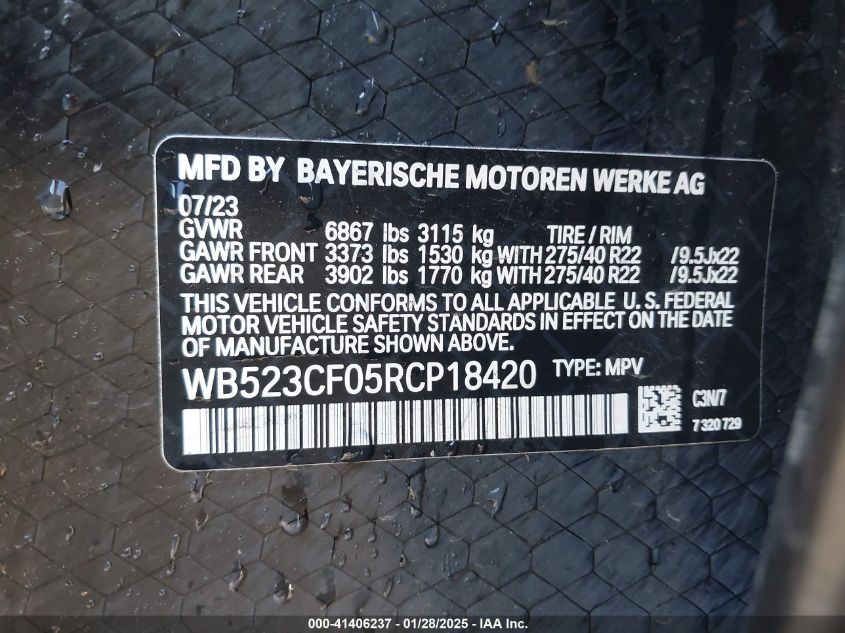 MFD BY BAYERISCHE MOTOREN WERKE AG
07/23
GVWR 6867 lbs 3115 kg TIRE / RIM
GAWR FRONT 3373 lbs 1530 kg WITH 275/40 R22 /9.5Jx22
GAWR REAR 3902 lbs 1770 kg WITH 275/40 R22 /9.5Jx22
THIS VEHICLE CONFORMS TO ALL APPLICABLE U. S. FEDERAL
MOTOR VEHICLE SAFETY STANDARDS IN EFFECT ON THE DATE
OF MANUFACTURE SHOWN ABOVE.
WB523CF05RCP18420 TYPE: MPV
C3N/7
7 320 729
000-41406237 - 01/28/2025 - IAA Inc.